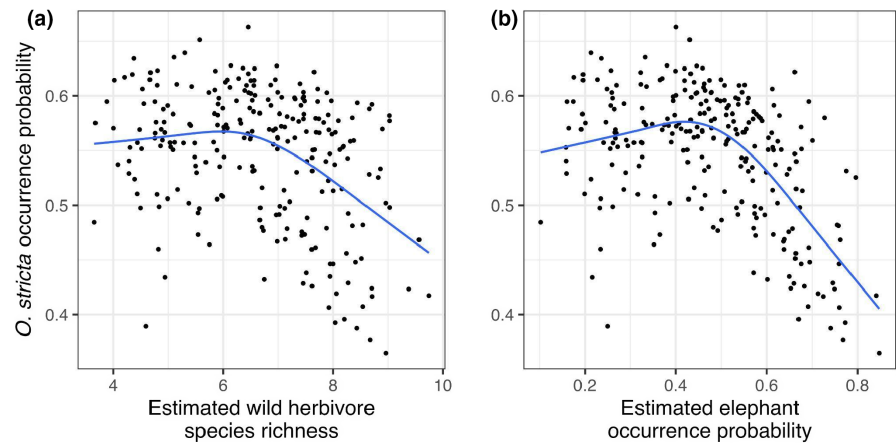 (a)
(b)
O. stricta occurrence probability
0.6
0.5
0.4
4 6 8 10
Estimated wild herbivore
species richness
0.6
0.5
0.4
0.2 0.4 0.6 0.8
Estimated elephant
occurrence probability